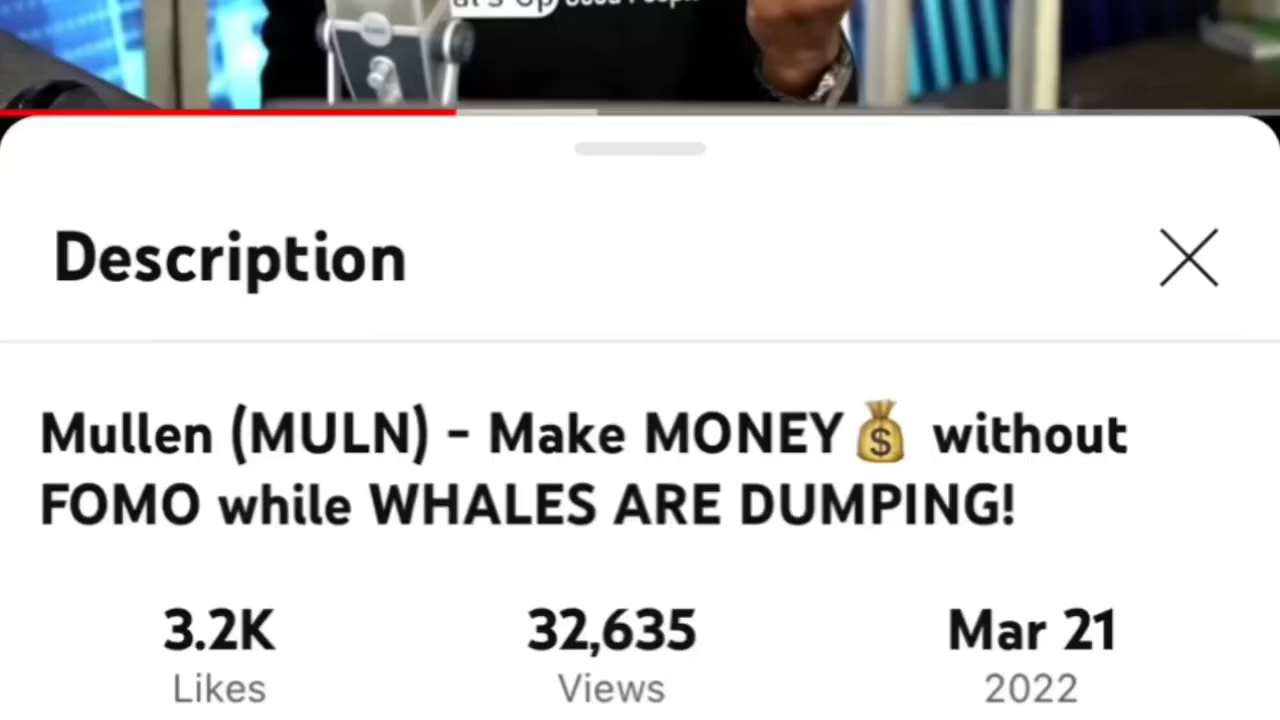 Description
Mullen (MULN) - Make MONEY💰 without
FOMO while WHALES ARE DUMPING!
3.2K 32,635 Mar 21
Likes Views 2022